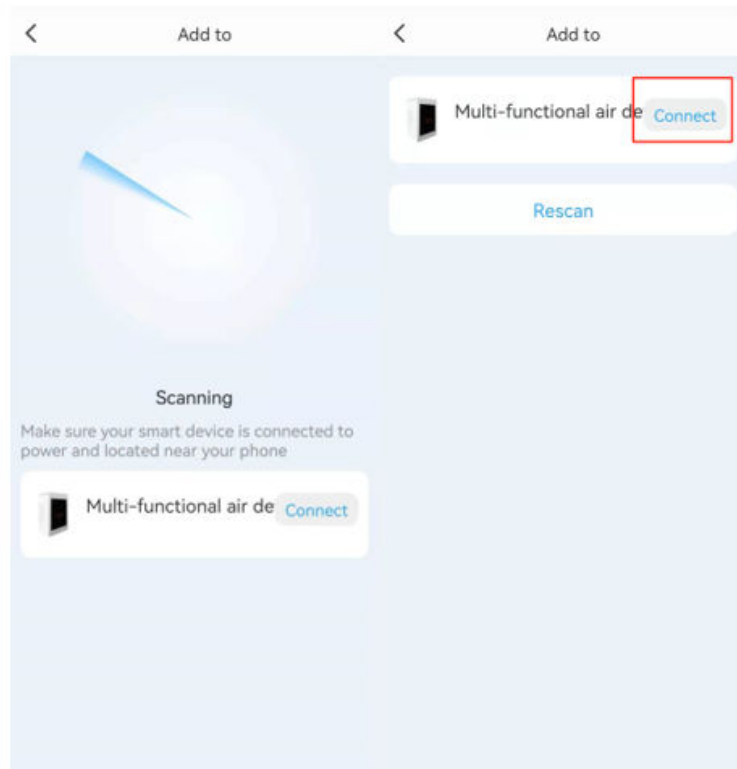 Add to
Scanning
Make sure your smart device is connected to
power and located near your phone
Multi-functional air de
Connect
Add to
Multi-functional air de
Connect
Rescan